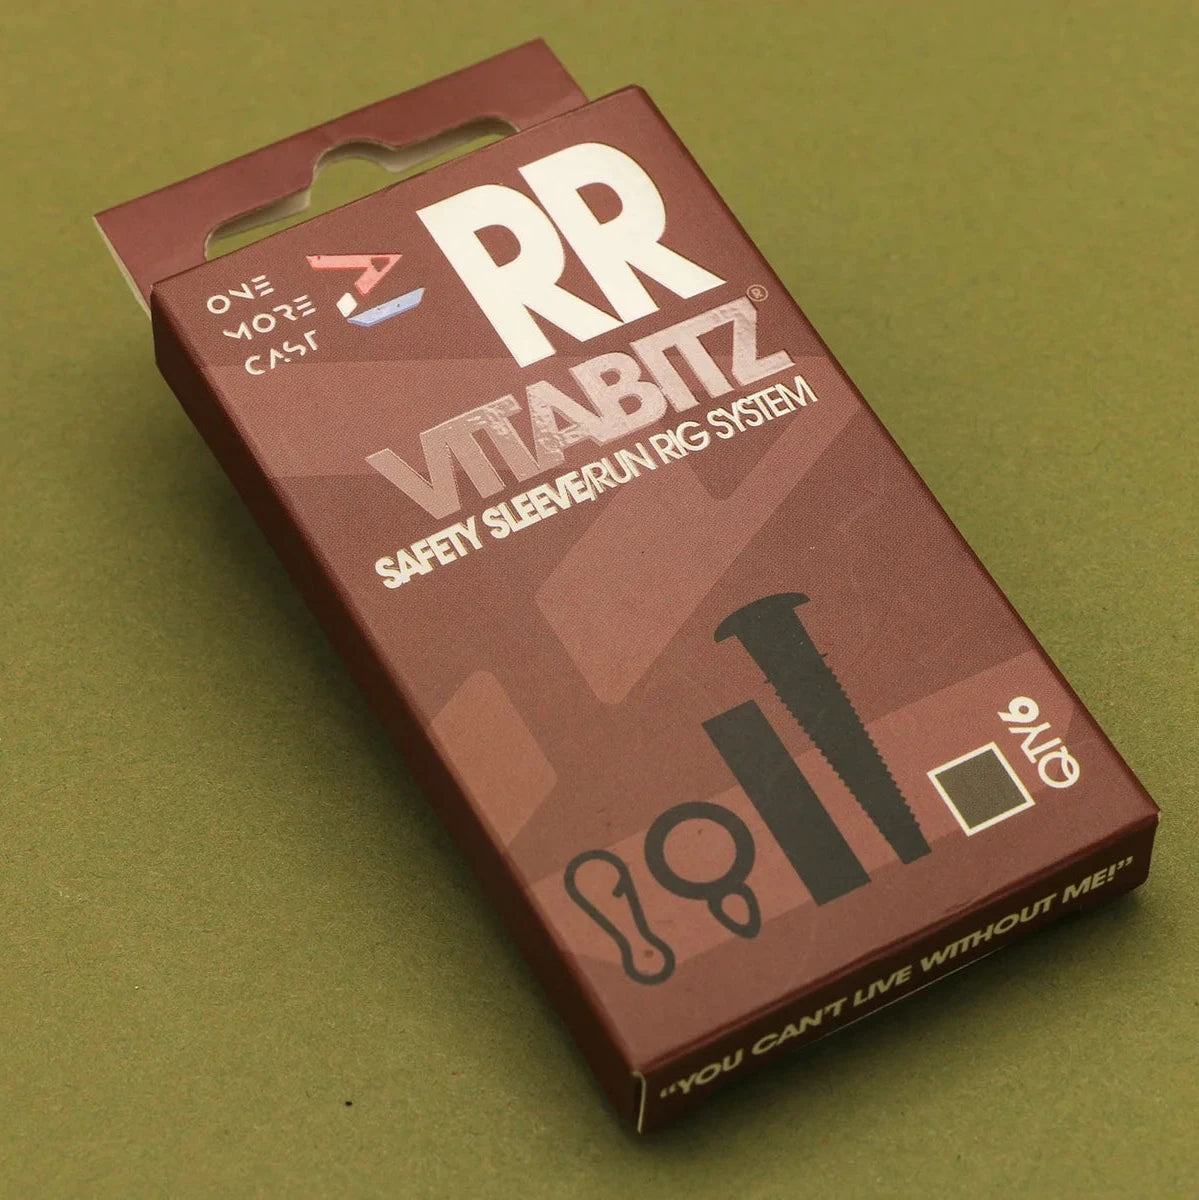 ONE
MORE
CAST
RR
VITABITZ®
SAFETY SLEEVE/RUN RIG SYSTEM
QTY6
“YOU CAN'T LIVE WITHOUT ME!”